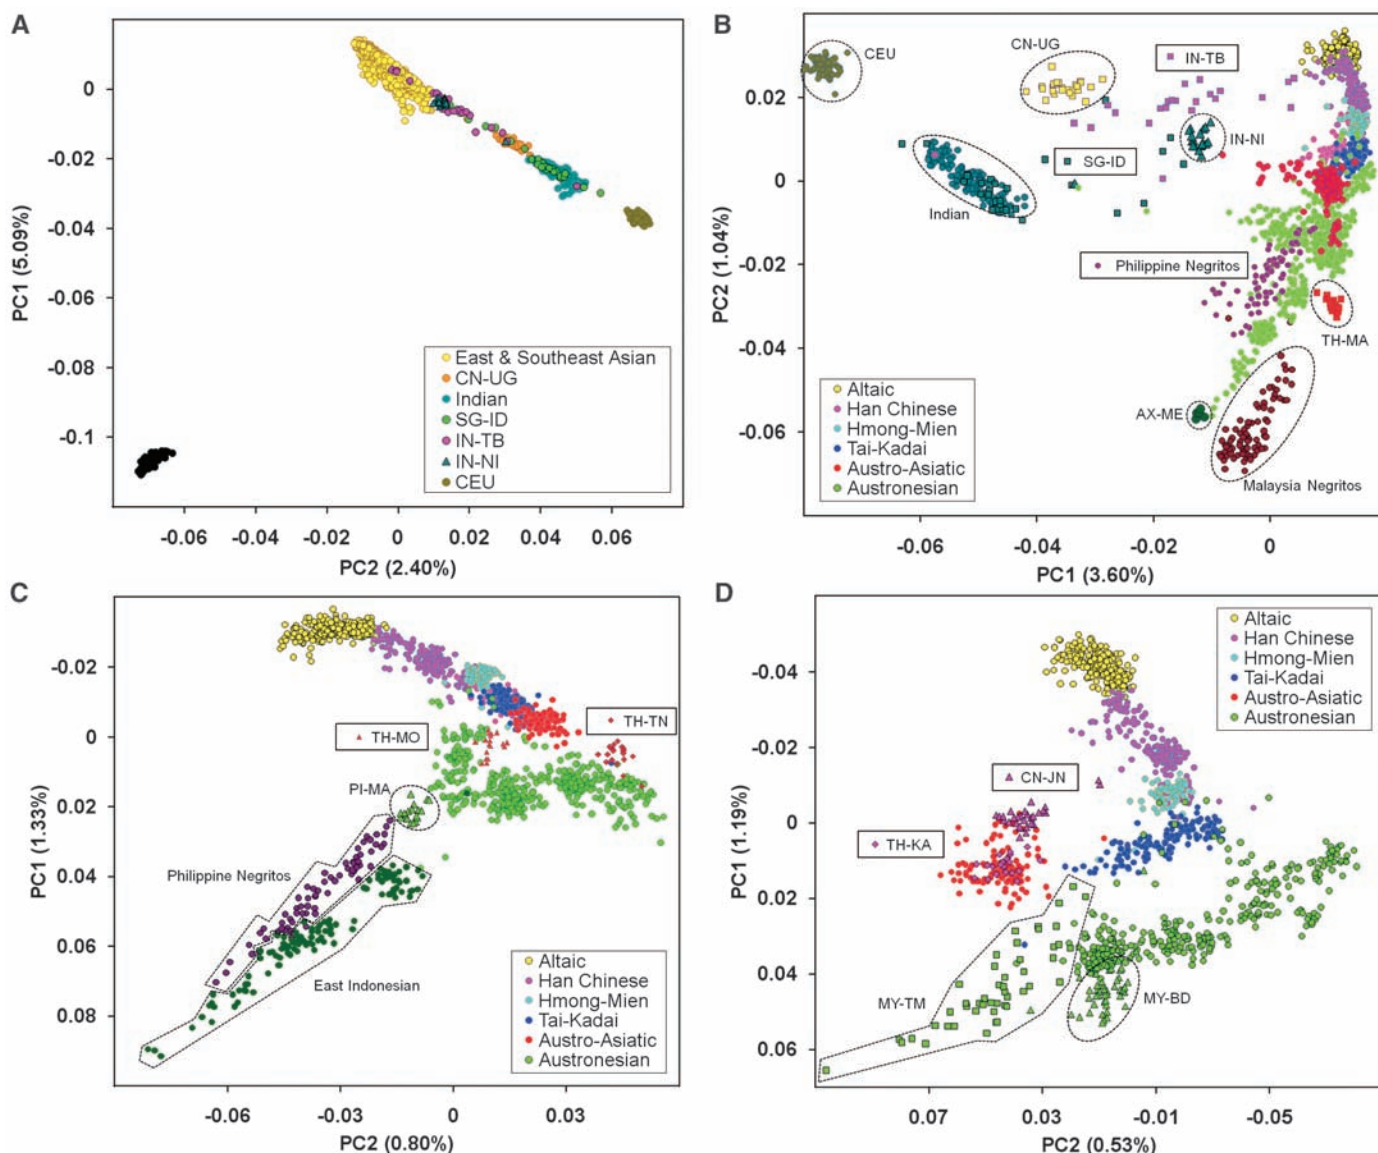 A
0
-0.02
-0.04
-0.06
-0.08
-0.1
PC1 (5.09%)
East & Southeast Asian
CN-UG
Indian
SG-ID
IN-TB
IN-NI
CEU
-0.06 -0.04 -0.02 0 0.02 0.04 0.06
PC2 (2.40%)
B
CEU
CN-UG
IN-TB
IN-NI
SG-ID
Indian
Philippine Negritos
TH-MA
AX-ME
Malaysia Negritos
0.02
0
-0.02
-0.04
-0.06
PC2 (1.04%)
Altaic
Han Chinese
Hmong-Mien
Tai-Kadai
Austro-Asiatic
Austronesian
-0.06 -0.04 -0.02 0
PC1 (3.60%)
C
-0.02
0
0.02
0.04
0.06
0.08
PC1 (1.33%)
TH-MO
TH-TN
PI-MA
Philippine Negritos
East Indonesian
Altaic
Han Chinese
Hmong-Mien
Tai-Kadai
Austro-Asiatic
Austronesian
-0.06 -0.03 0 0.03
PC2 (0.80%)
D
-0.04
-0.02
0
0.02
0.04
0.06
PC1 (1.19%)
Altaic
Han Chinese
Hmong-Mien
Tai-Kadai
Austro-Asiatic
Austronesian
CN-JN
TH-KA
MY-TM
MY-BD
0.07 0.03 -0.01 -0.05
PC2 (0.53%)